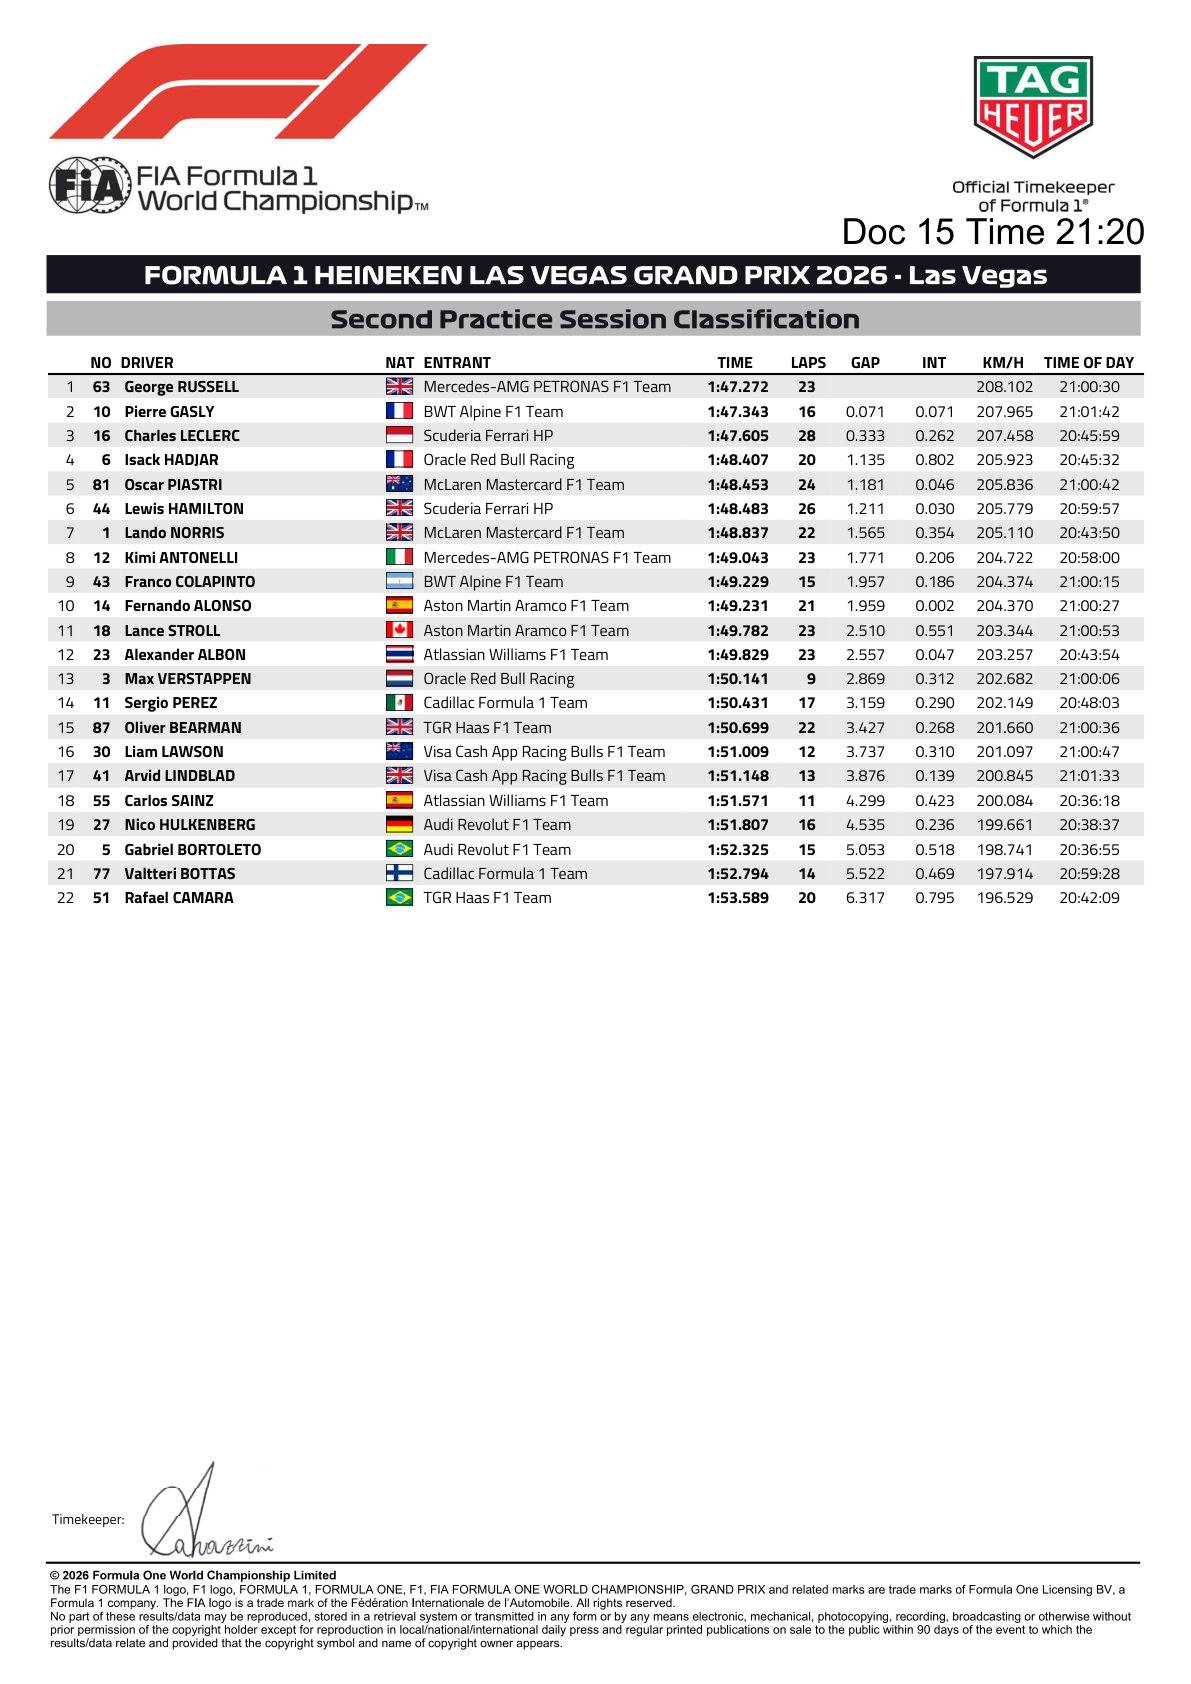 TAG
HEUER
FIA FIA Formula 1
World Championship™
Official Timekeeper
of Formula 1®
Doc 15 Time 21:20
FORMULA 1 HEINEKEN LAS VEGAS GRAND PRIX 2026 - Las Vegas
Second Practice Session Classification
NO DRIVER NAT ENTRANT TIME LAPS GAP INT KM/H TIME OF DAY
1 63 George RUSSELL Mercedes-AMG PETRONAS F1 Team 1:47.272 23 208.102 21:00:30
2 10 Pierre GASLY BWT Alpine F1 Team 1:47.343 16 0.071 0.071 207.965 21:01:42
3 16 Charles LECLERC Scuderia Ferrari HP 1:47.605 28 0.333 0.262 207.458 20:45:59
4 6 Isack HADJAR Oracle Red Bull Racing 1:48.407 20 1.135 0.802 205.923 20:45:32
5 81 Oscar PIASTRI McLaren Mastercard F1 Team 1:48.453 24 1.181 0.046 205.836 21:00:42
6 44 Lewis HAMILTON Scuderia Ferrari HP 1:48.483 26 1.211 0.030 205.779 20:59:57
7 1 Lando NORRIS McLaren Mastercard F1 Team 1:48.837 22 1.565 0.354 205.110 20:43:50
8 12 Kimi ANTONELLI Mercedes-AMG PETRONAS F1 Team 1:49.043 23 1.771 0.206 204.722 20:58:00
9 43 Franco COLAPINTO BWT Alpine F1 Team 1:49.229 15 1.957 0.186 204.374 21:00:15
10 14 Fernando ALONSO Aston Martin Aramco F1 Team 1:49.231 21 1.959 0.002 204.370 21:00:27
11 18 Lance STROLL Aston Martin Aramco F1 Team 1:49.782 23 2.510 0.551 203.344 21:00:53
12 23 Alexander ALBON Atlassian Williams F1 Team 1:49.829 23 2.557 0.047 203.257 20:43:54
13 3 Max VERSTAPPEN Oracle Red Bull Racing 1:50.141 9 2.869 0.312 202.682 21:00:06
14 11 Sergio PEREZ Cadillac Formula 1 Team 1:50.431 17 3.159 0.290 202.149 20:48:03
15 87 Oliver BEARMAN TGR Haas F1 Team 1:50.699 22 3.427 0.268 201.660 21:00:36
16 30 Liam LAWSON Visa Cash App Racing Bulls F1 Team 1:51.009 12 3.737 0.310 201.097 21:00:47
17 41 Arvid LINDBLAD Visa Cash App Racing Bulls F1 Team 1:51.148 13 3.876 0.139 200.845 21:01:33
18 55 Carlos SAINZ Atlassian Williams F1 Team 1:51.571 11 4.299 0.423 200.084 20:36:18
19 27 Nico HULKENBERG Audi Revolut F1 Team 1:51.807 16 4.535 0.236 199.661 20:38:37
20 5 Gabriel BORTOLETO Audi Revolut F1 Team 1:52.325 15 5.053 0.518 198.741 20:36:55
21 77 Valtteri BOTTAS Cadillac Formula 1 Team 1:52.794 14 5.522 0.469 197.914 20:59:28
22 51 Rafael CAMARA TGR Haas F1 Team 1:53.589 20 6.317 0.795 196.529 20:42:09
Timekeeper:
© 2026 Formula One World Championship Limited
The F1 FORMULA 1 logo, F1 logo, FORMULA 1, FORMULA ONE, F1, FIA FORMULA ONE WORLD CHAMPIONSHIP, GRAND PRIX and related marks are trade marks of Formula One Licensing BV, a
Formula 1 company. The FIA logo is a trade mark of the Fédération Internationale de l'Automobile. All rights reserved.
No part of these results/data may be reproduced, stored in a retrieval system or transmitted in any form or by any means electronic, mechanical, photocopying, recording, broadcasting or otherwise without
prior permission of the copyright holder except for reproduction in local/national/international daily press and regular printed publications on sale to the public within 90 days of the event to which the
results/data relate and provided that the copyright symbol and name of copyright owner appears.